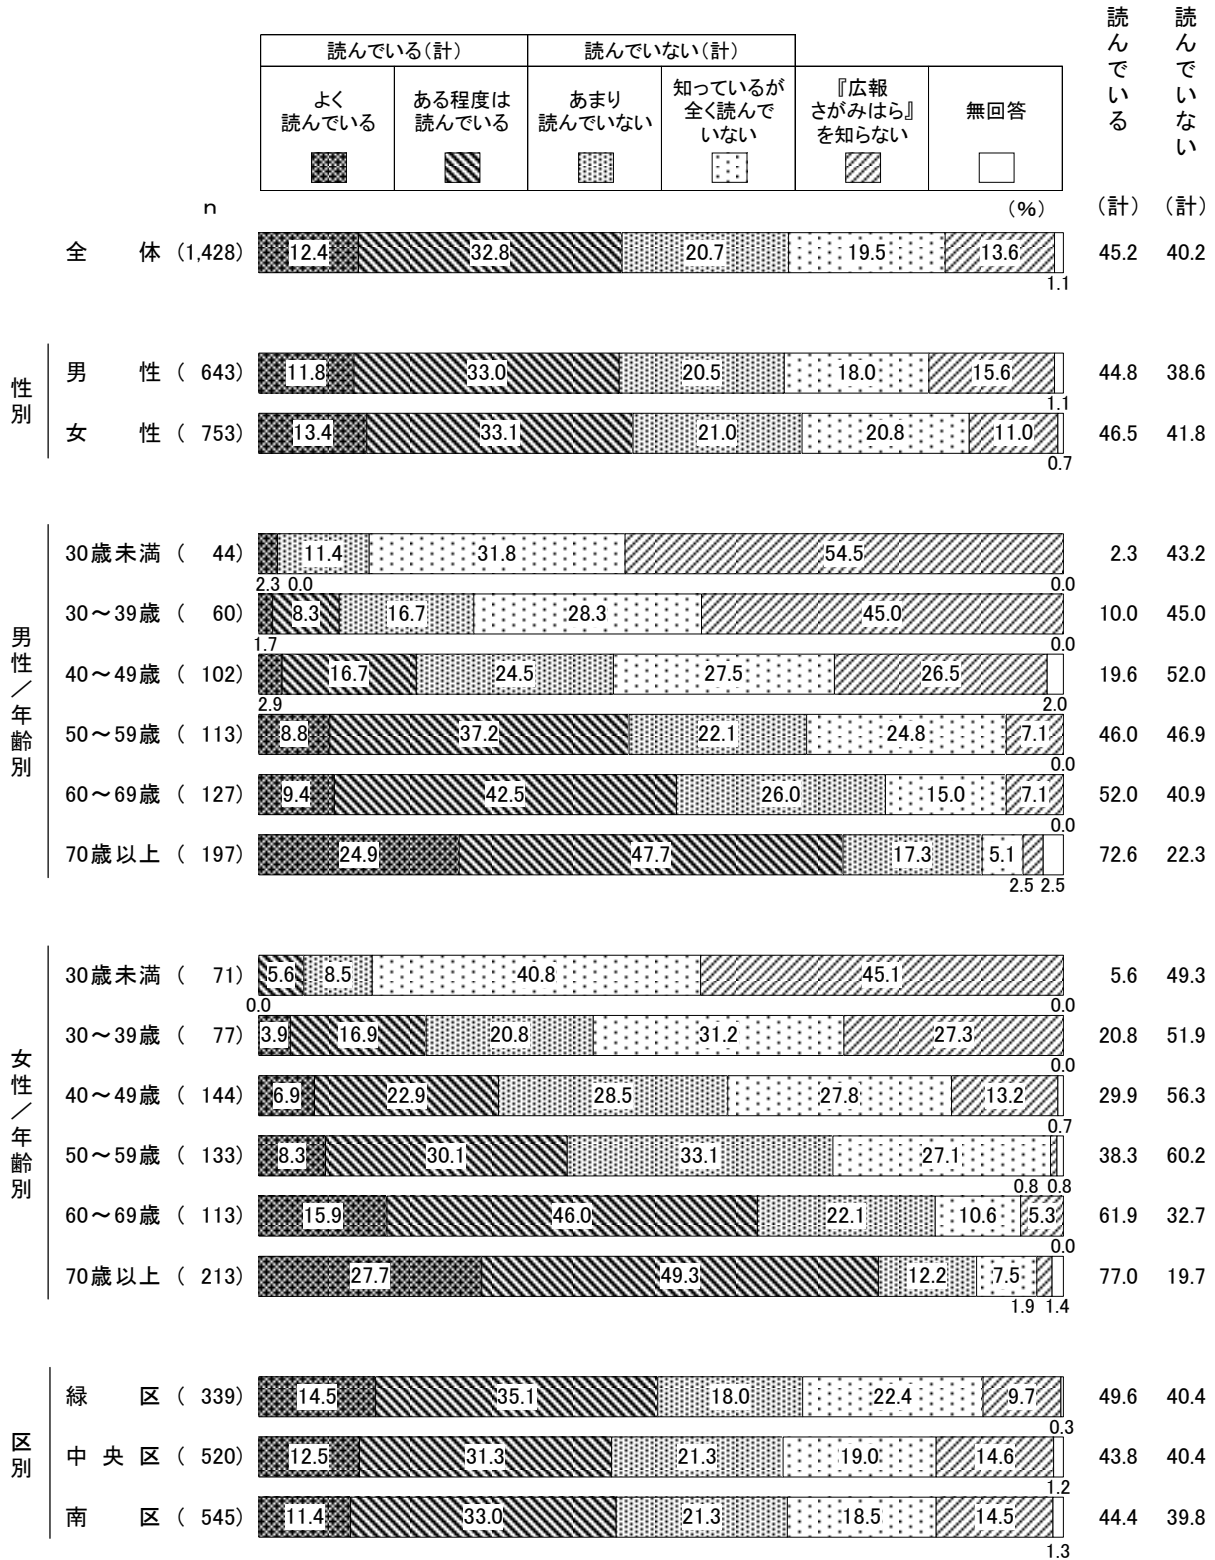 読んでいる（計） 読んでいない（計） 読んでいる 読んでいない
よく
読んでいる
ある程度は
読んでいる
あまり
読んでいない
知っているが
全く読んで
いない
『広報
さがみはら』
を知らない
無回答
n （%） （計） （計）
全体 (1,428) 12.4 32.8 20.7 19.5 13.6 45.2 40.2
1.1
性別
男性 ( 643) 11.8 33.0 20.5 18.0 15.6 44.8 38.6
1.1
女性 ( 753) 13.4 33.1 21.0 20.8 11.0 46.5 41.8
0.7
男性／年齢別
30歳未満 ( 44) 11.4 31.8 54.5 2.3 43.2
2.3 0.0 0.0
30～39歳 ( 60) 8.3 16.7 28.3 45.0 10.0 45.0
1.7 0.0
40～49歳 ( 102) 16.7 24.5 27.5 26.5 19.6 52.0
2.9 2.0
50～59歳 ( 113) 8.8 37.2 22.1 24.8 7.1 46.0 46.9
0.0
60～69歳 ( 127) 9.4 42.5 26.0 15.0 7.1 52.0 40.9
0.0
70歳以上 ( 197) 24.9 47.7 17.3 5.1 72.6 22.3
2.5 2.5
女性／年齢別
30歳未満 ( 71) 5.6 8.5 40.8 45.1 5.6 49.3
0.0 0.0
30～39歳 ( 77) 3.9 16.9 20.8 31.2 27.3 20.8 51.9
0.0
40～49歳 ( 144) 6.9 22.9 28.5 27.8 13.2 29.9 56.3
0.7
50～59歳 ( 133) 8.3 30.1 33.1 27.1 38.3 60.2
0.8 0.8
60～69歳 ( 113) 15.9 46.0 22.1 10.6 5.3 61.9 32.7
0.0
70歳以上 ( 213) 27.7 49.3 12.2 7.5 77.0 19.7
1.9 1.4
区別
緑区 ( 339) 14.5 35.1 18.0 22.4 9.7 49.6 40.4
0.3
中央区 ( 520) 12.5 31.3 21.3 19.0 14.6 43.8 40.4
1.2
南区 ( 545) 11.4 33.0 21.3 18.5 14.5 44.4 39.8
1.3